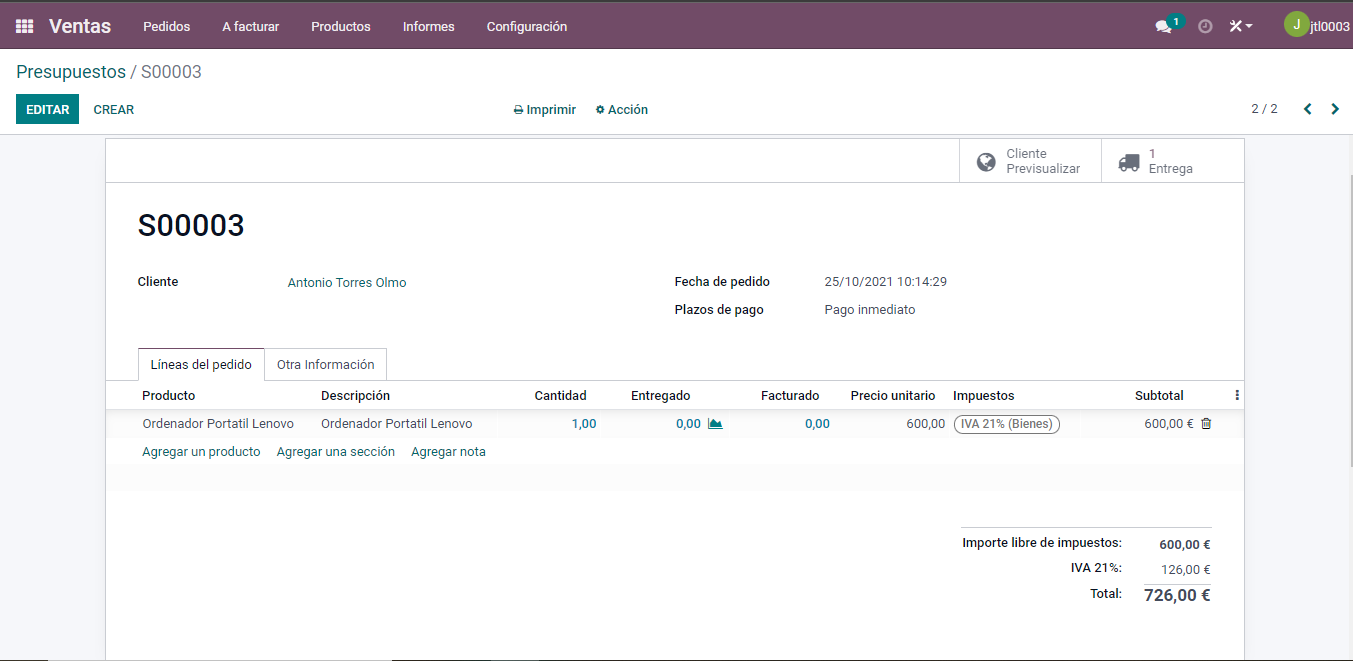 Ventas Pedidos A facturar Productos Informes Configuración 1 J jtl0003
Presupuestos / S00003
EDITAR CREAR Imprimir Acción 2 / 2
Cliente
Previsualizar
1
Entrega
S00003
Cliente Antonio Torres Olmo Fecha de pedido 25/10/2021 10:14:29
Plazos de pago Pago inmediato
Líneas del pedido Otra Información
Producto Descripción Cantidad Entregado Facturado Precio unitario Impuestos Subtotal
Ordenador Portatil Lenovo Ordenador Portatil Lenovo 1,00 0,00 0,00 600,00 IVA 21% (Bienes) 600,00 €
Agregar un producto Agregar una sección Agregar nota
Importe libre de impuestos: 600,00 €
IVA 21%: 126,00 €
Total: 726,00 €